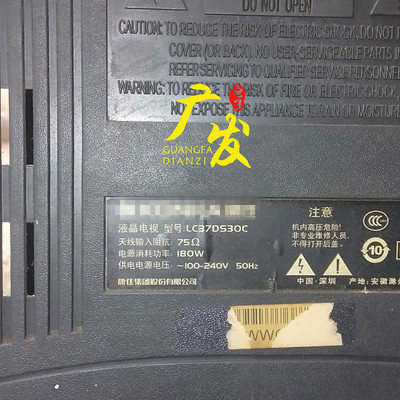 DO NOT OPEN
CAUTION: TO REDUCE THE RISK OF ELECTRIC SHOCK, DO NOT
COVER (OR BACK). NO USER-SERVICEABLE PARTS IN
REFER SERVICING TO QUALIFIED SERVICE PERSONNEL
WARNING: TO REDUCE THE RISK OF FIRE OR ELECTRIC SHOCK
NOT EXPOSE THIS APPLIANCE TO RAIN OR MOISTUR
广发
电子
GUANGFA
DIANZI
液晶电视 型号: LC37DS30C
天线输入阻抗: 75Ω
电源消耗功率: 180W
供电电源电压: ~100-240V 50Hz
康佳集团股份有限公司
注意
机内高压危险!
非专业维修人员,
不得打开后盖。
CCC
10
中国·深圳
产地: 安徽滁
WW